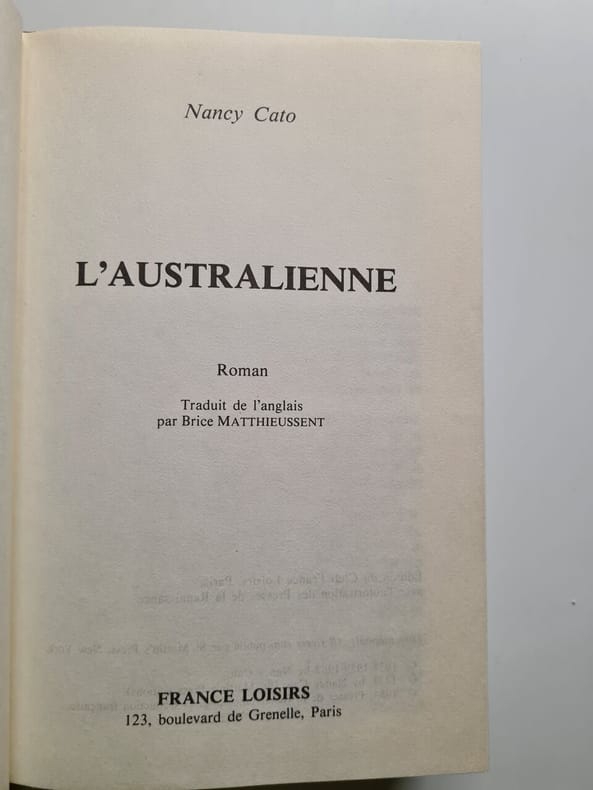 Nancy Cato
L'AUSTRALIENNE
Roman
Traduit de l'anglais
par Brice MATTHIEUSSENT
FRANCE LOISIRS
123, boulevard de Grenelle, Paris